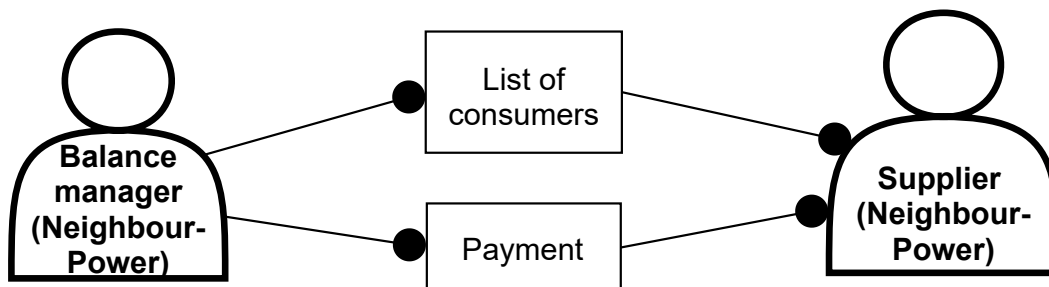 Balance
manager
(Neighbour-
Power)
List of
consumers
Payment
Supplier
(Neighbour-
Power)